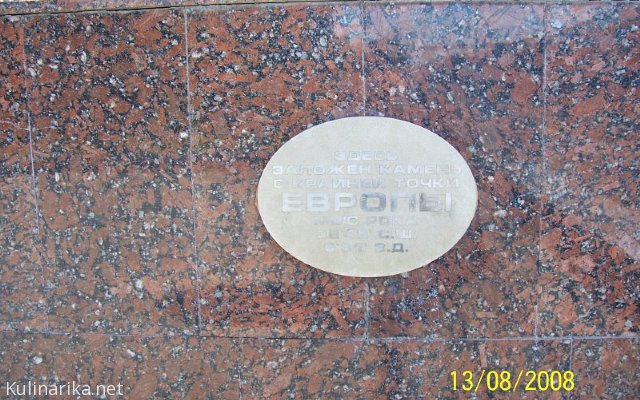 ЗДЕСЬ
ЗАЛОЖЕН КАМЕНЬ
С КРАЙНЕЙ ТОЧКИ
ЕВРОПЫ
МЫС РОКА
С.Ш
В.Д.
Kulinarika.net
13/08/2008